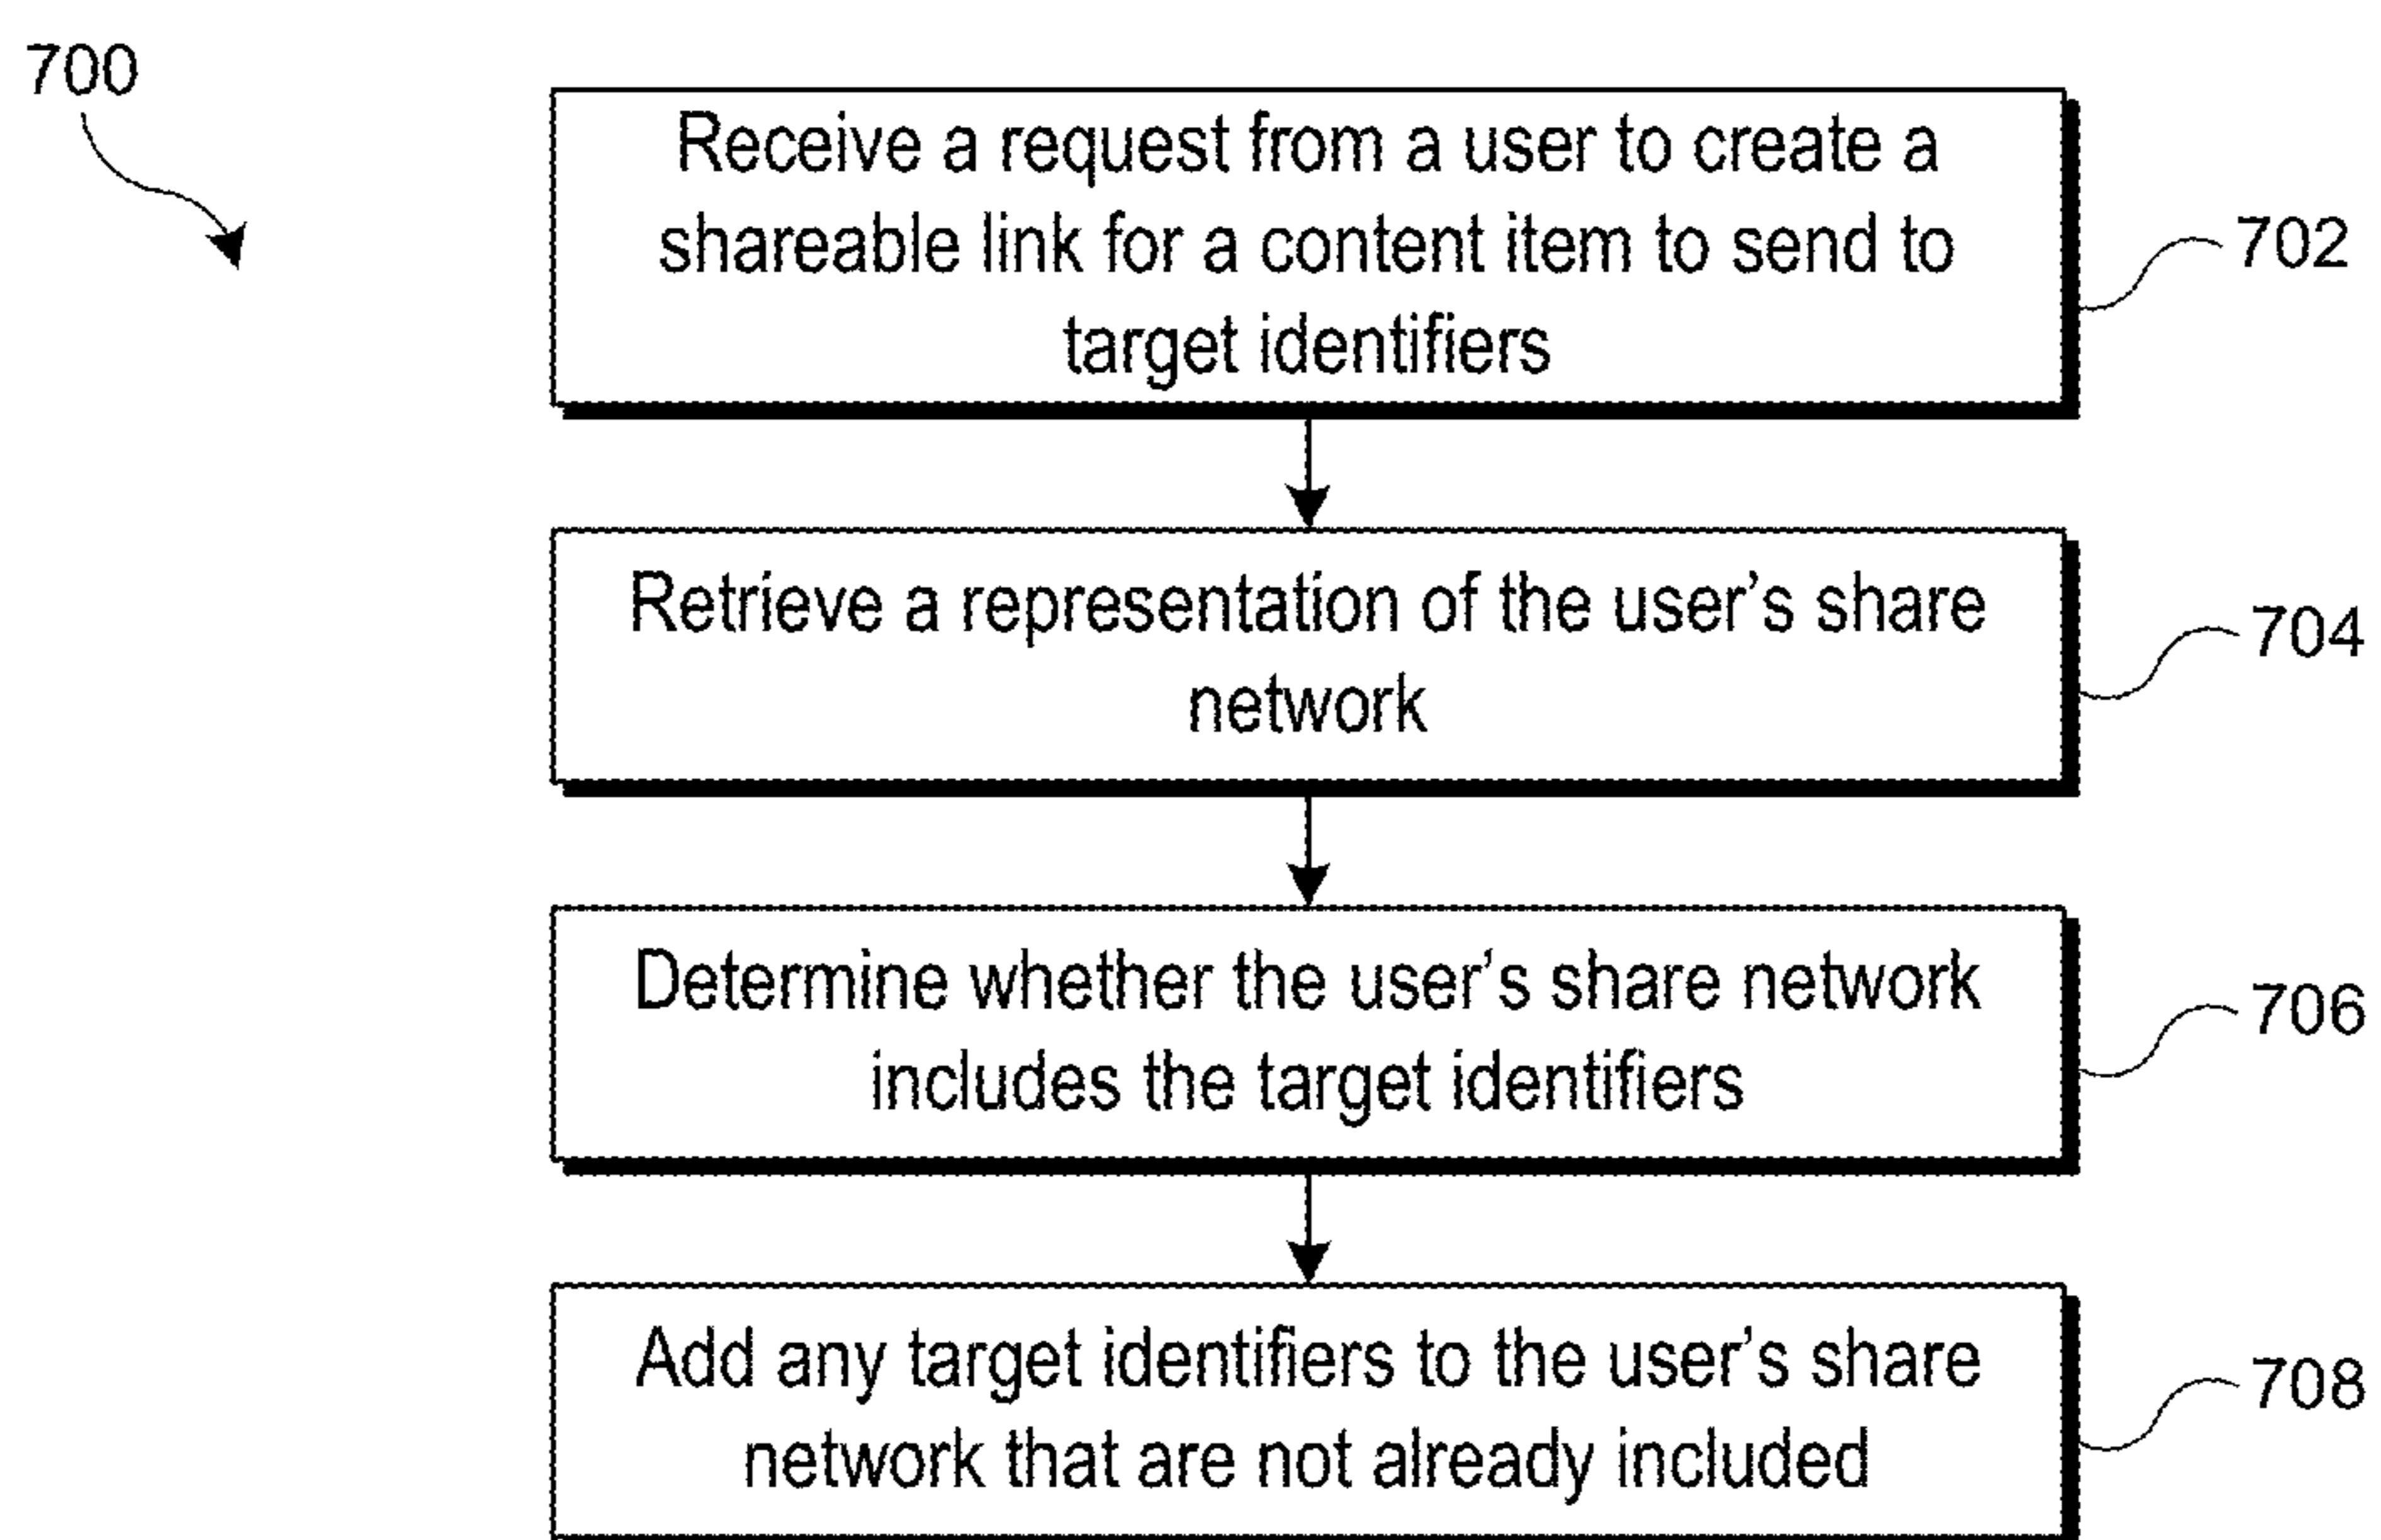 700
Receive a request from a user to create a
shareable link for a content item to send to
target identifiers
702
Retrieve a representation of the user’s share
network
704
Determine whether the user’s share network
includes the target identifiers
706
Add any target identifiers to the user’s share
network that are not already included
708